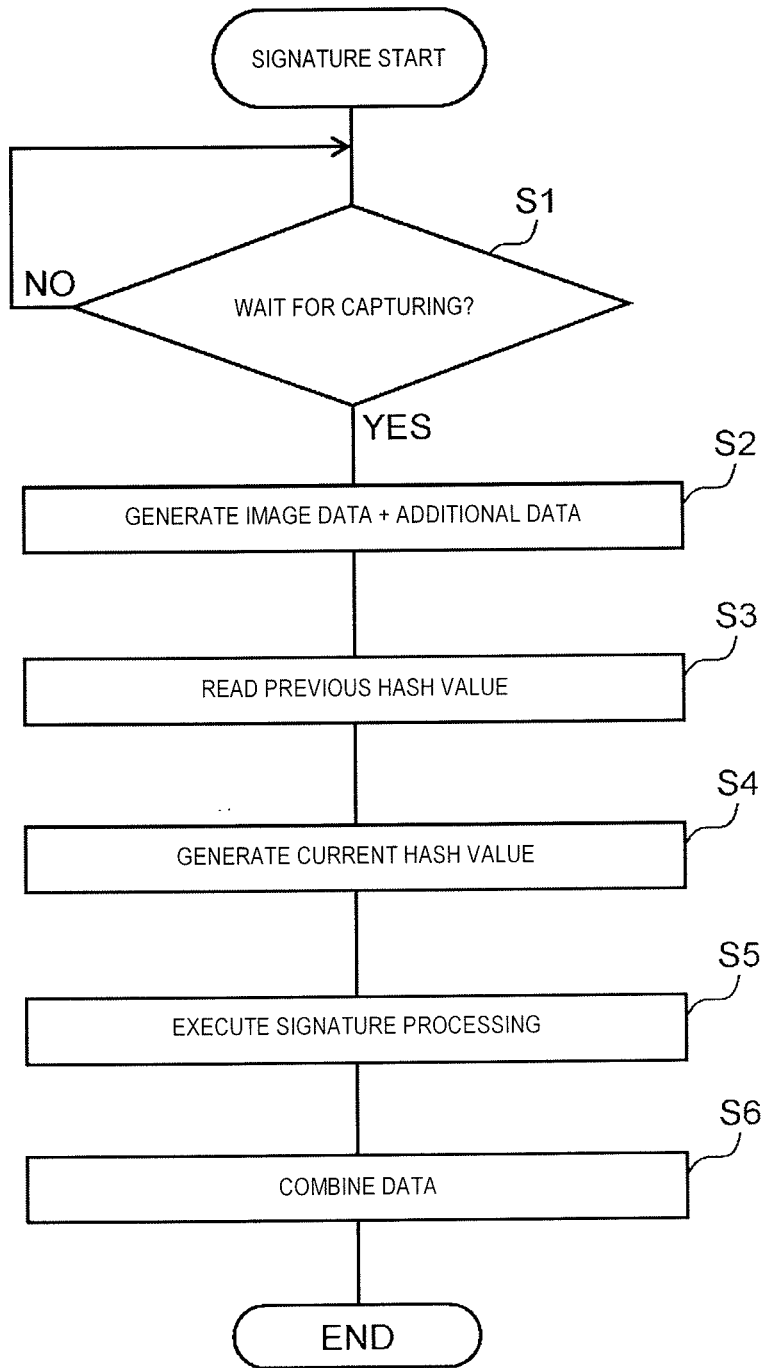 SIGNATURE START
S1
NO
WAIT FOR CAPTURING?
YES
S2
GENERATE IMAGE DATA + ADDITIONAL DATA
S3
READ PREVIOUS HASH VALUE
S4
GENERATE CURRENT HASH VALUE
S5
EXECUTE SIGNATURE PROCESSING
S6
COMBINE DATA
END